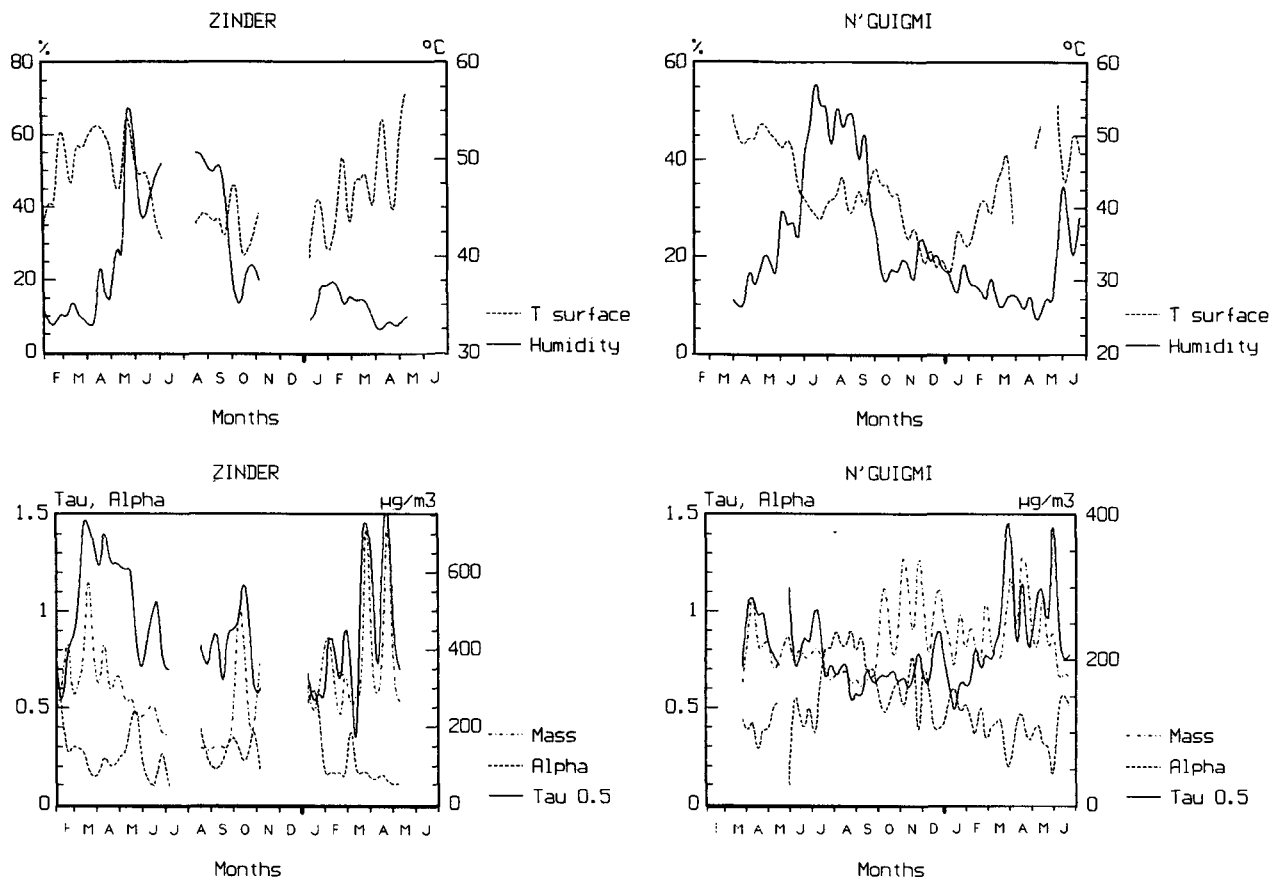 ZINDER
% °C
80 60
60
50
40
40
20
0 30
T surface
Humidity
F M A M J J A S O N D J F M A M J
Months
N'GUIGMI
% °C
60 60
50
40
40
20
30
0 20
T surface
Humidity
F M A M J J A S O N D J F M A M J
Months
ZINDER
Tau, Alpha µg/m3
1.5
600
1
400
0.5
200
0 0
Mass
Alpha
Tau 0.5
F M A M J J A S O N D J F M A M J
Months
N'GUIGMI
Tau, Alpha µg/m3
1.5 400
1
200
0.5
0 0
Mass
Alpha
Tau 0.5
M A M J J A S O N D J F M A M J
Months